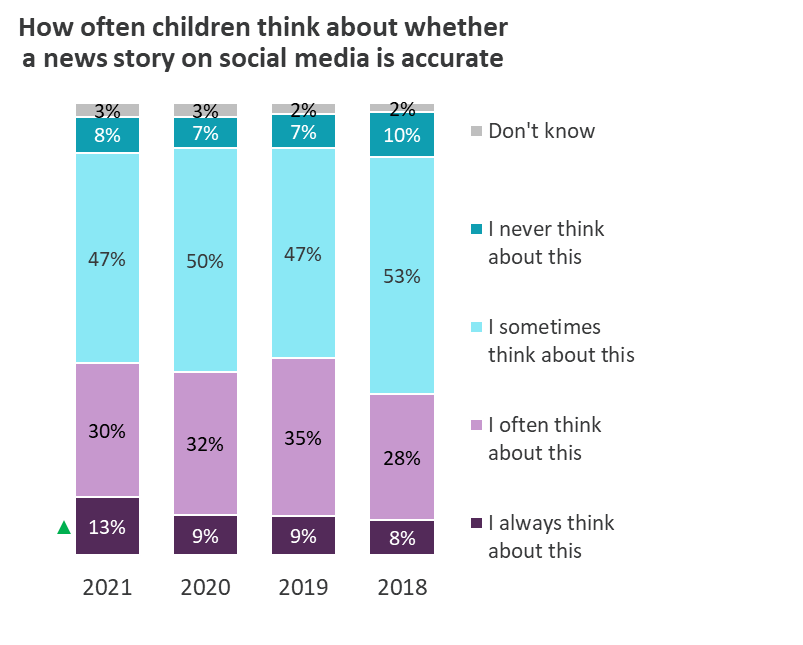 How often children think about whether
a news story on social media is accurate
3% 3% 2% 2%
8% 7% 7% 10%
47% 50% 47% 53%
30% 32% 35% 28%
13% 9% 9% 8%
2021 2020 2019 2018
Don't know
I never think
about this
I sometimes
think about this
I often think
about this
I always think
about this